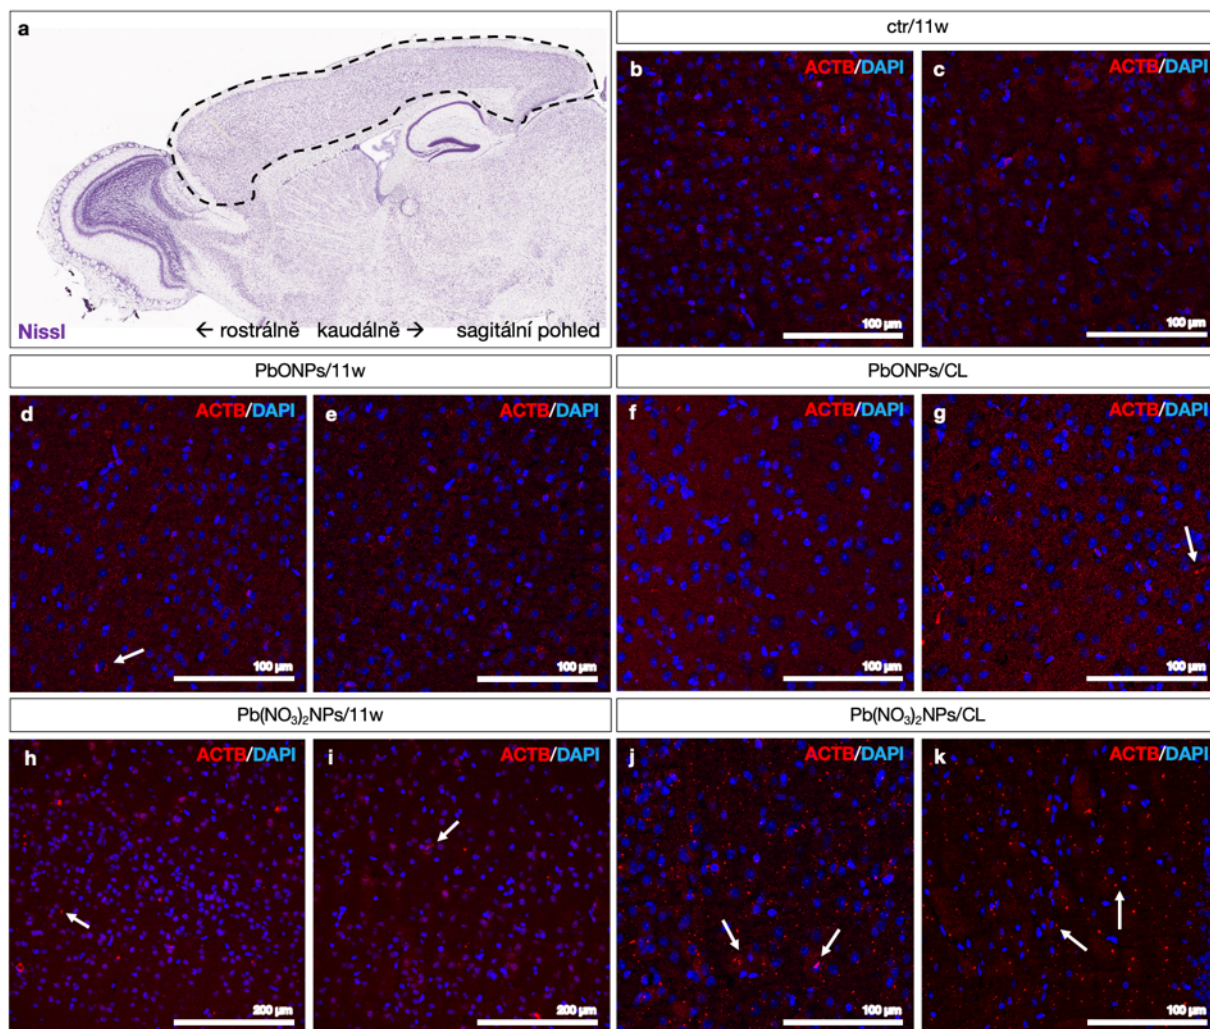 a
Nissl
← rostrálně kaudálně → sagitální pohled
ctr/11w
b
ACTB/DAPI
100 µm
c
ACTB/DAPI
100 µm
PbONPs/11w
d
ACTB/DAPI
100 µm
e
ACTB/DAPI
100 µm
PbONPs/CL
f
ACTB/DAPI
100 µm
g
ACTB/DAPI
100 µm
Pb(NO₃)₂NPs/11w
h
ACTB/DAPI
200 µm
i
ACTB/DAPI
200 µm
Pb(NO₃)₂NPs/CL
j
ACTB/DAPI
100 µm
k
ACTB/DAPI
100 µm